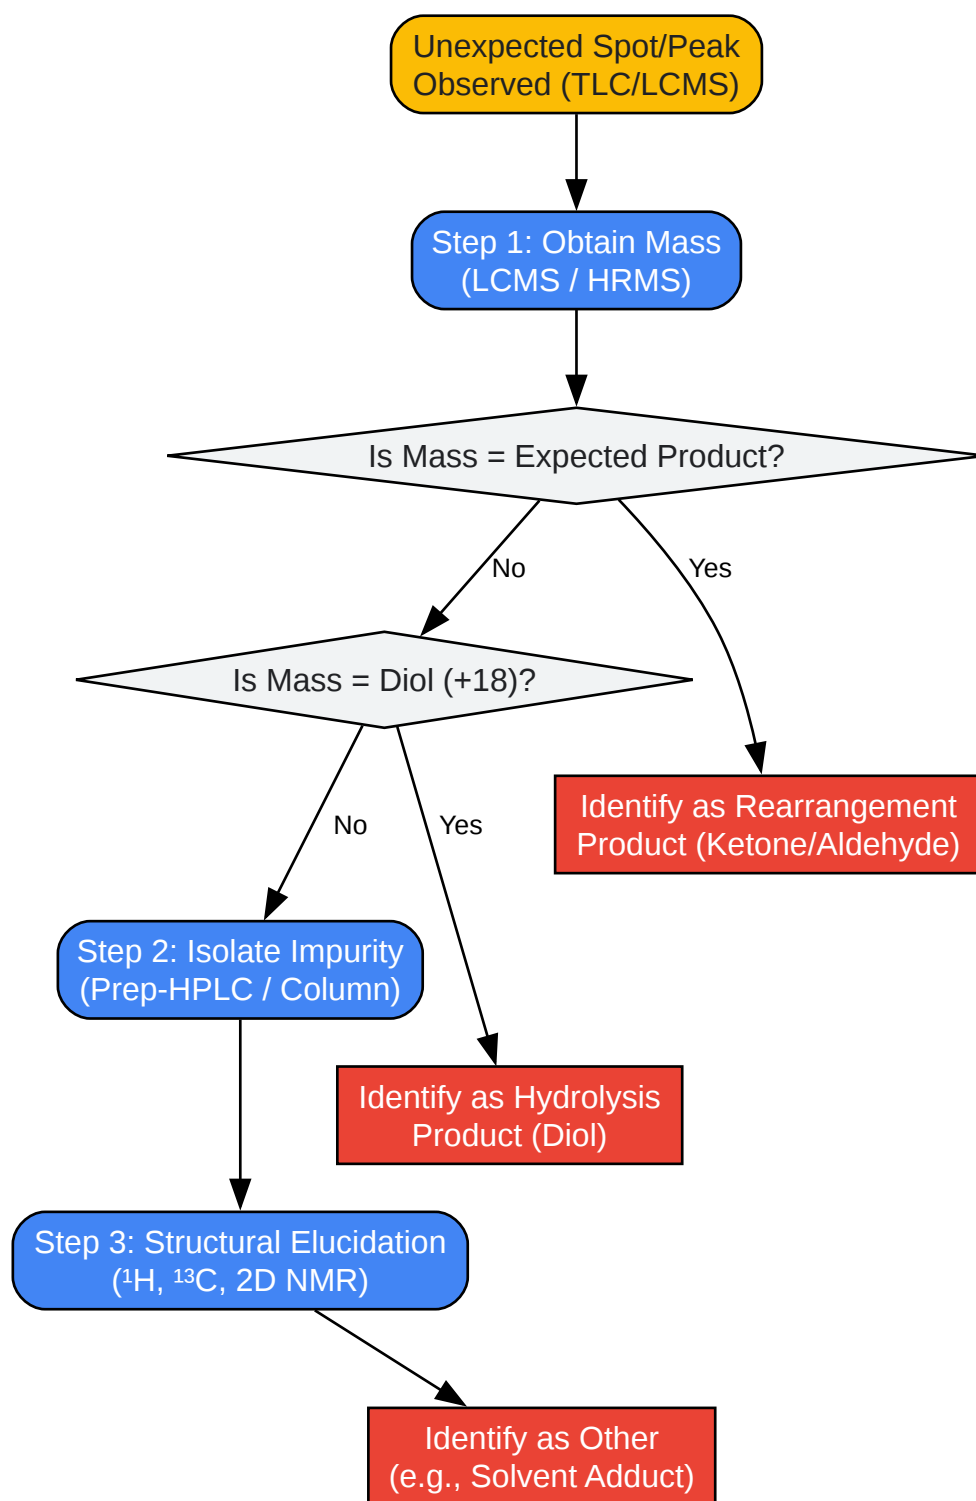 Unexpected Spot/Peak
Observed (TLC/LCMS)
Step 1: Obtain Mass
(LCMS / HRMS)
Is Mass = Expected Product?
No
Yes
Is Mass = Diol (+18)?
Identify as Rearrangement
Product (Ketone/Aldehyde)
No
Yes
Step 2: Isolate Impurity
(Prep-HPLC / Column)
Identify as Hydrolysis
Product (Diol)
Step 3: Structural Elucidation
(¹H, ¹³C, 2D NMR)
Identify as Other
(e.g., Solvent Adduct)